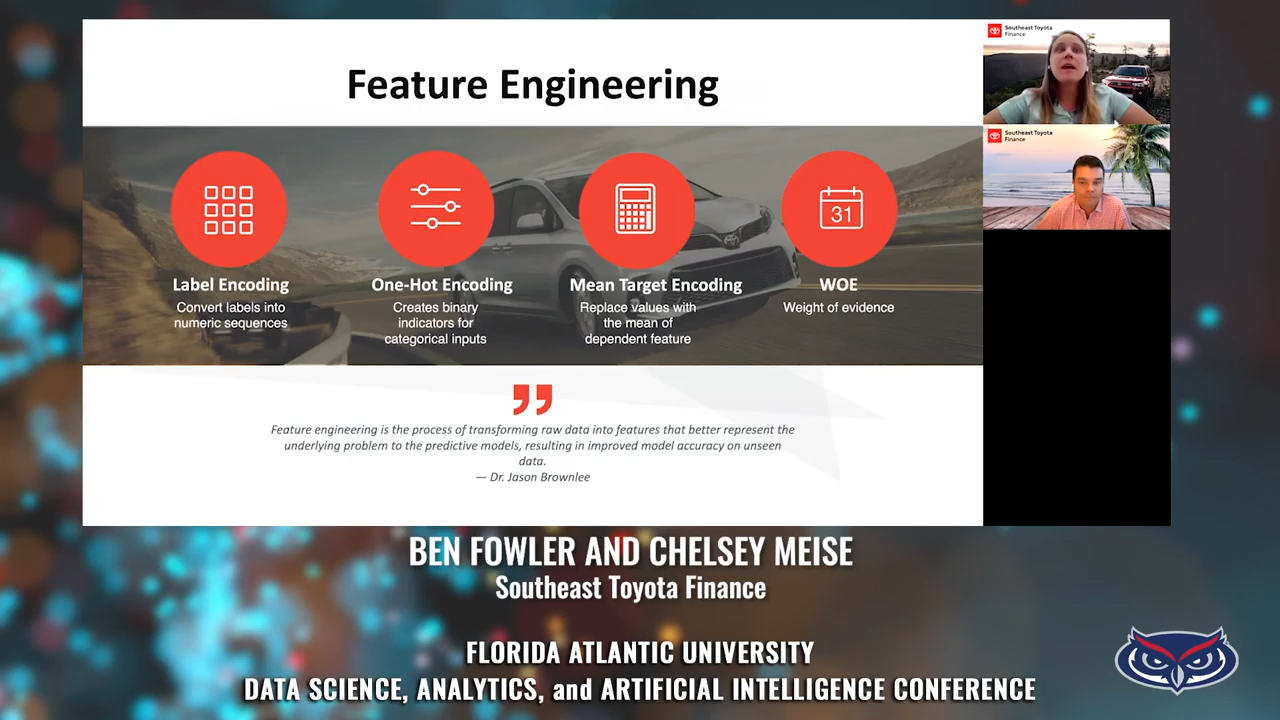 Feature Engineering
31
Label Encoding
Convert labels into
numeric sequences
One-Hot Encoding
Creates binary
indicators for
categorical inputs
Mean Target Encoding
Replace values with
the mean of
dependent feature
WOE
Weight of evidence
Feature engineering is the process of transforming raw data into features that better represent the
underlying problem to the predictive models, resulting in improved model accuracy on unseen
data.
— Dr. Jason Brownlee
Southeast Toyota
Finance
Southeast Toyota
Finance
BEN FOWLER AND CHELSEY MEISE
Southeast Toyota Finance
FLORIDA ATLANTIC UNIVERSITY
DATA SCIENCE, ANALYTICS, and ARTIFICIAL INTELLIGENCE CONFERENCE